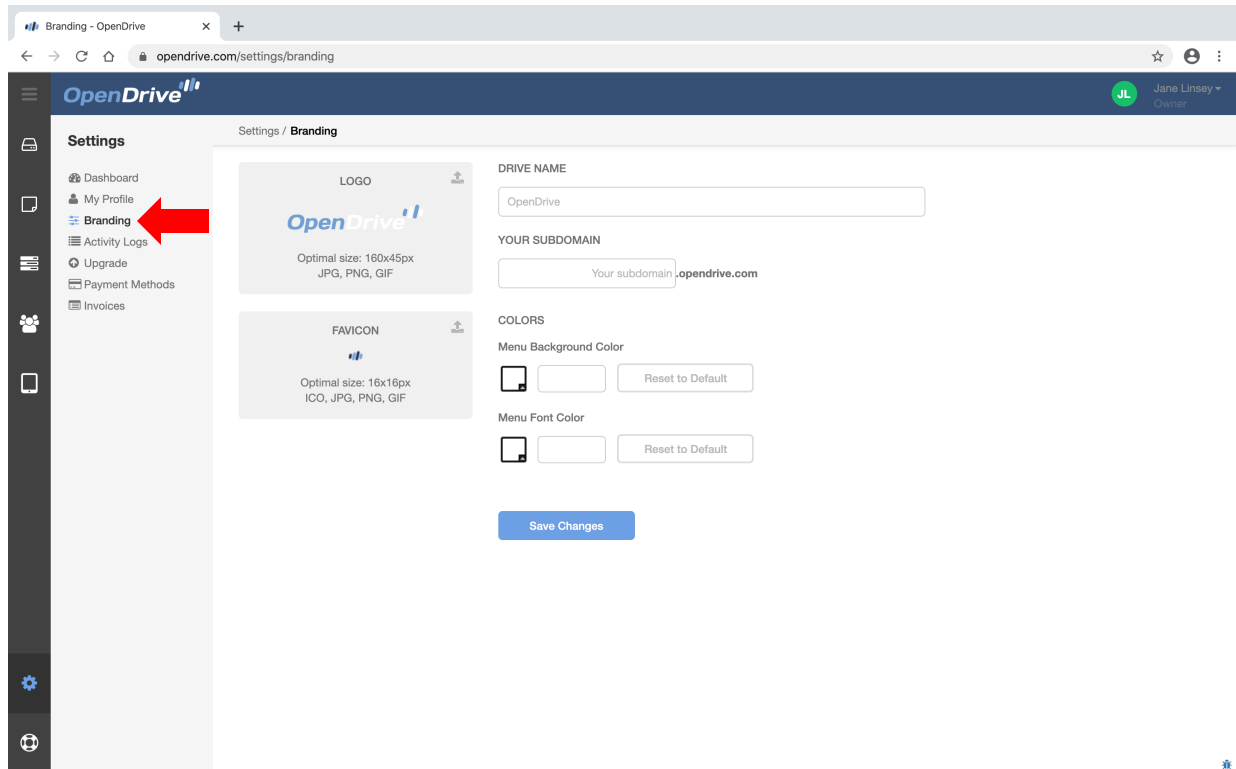 Branding - OpenDrive
opendrive.com/settings/branding
OpenDrive
JL
Jane Linsey
Owner
Settings
Dashboard
My Profile
Branding
Activity Logs
Upgrade
Payment Methods
Invoices
Settings / Branding
LOGO
OpenDrive
Optimal size: 160x45px
JPG, PNG, GIF
FAVICON
Optimal size: 16x16px
ICO, JPG, PNG, GIF
DRIVE NAME
OpenDrive
YOUR SUBDOMAIN
Your subdomain .opendrive.com
COLORS
Menu Background Color
Reset to Default
Menu Font Color
Reset to Default
Save Changes